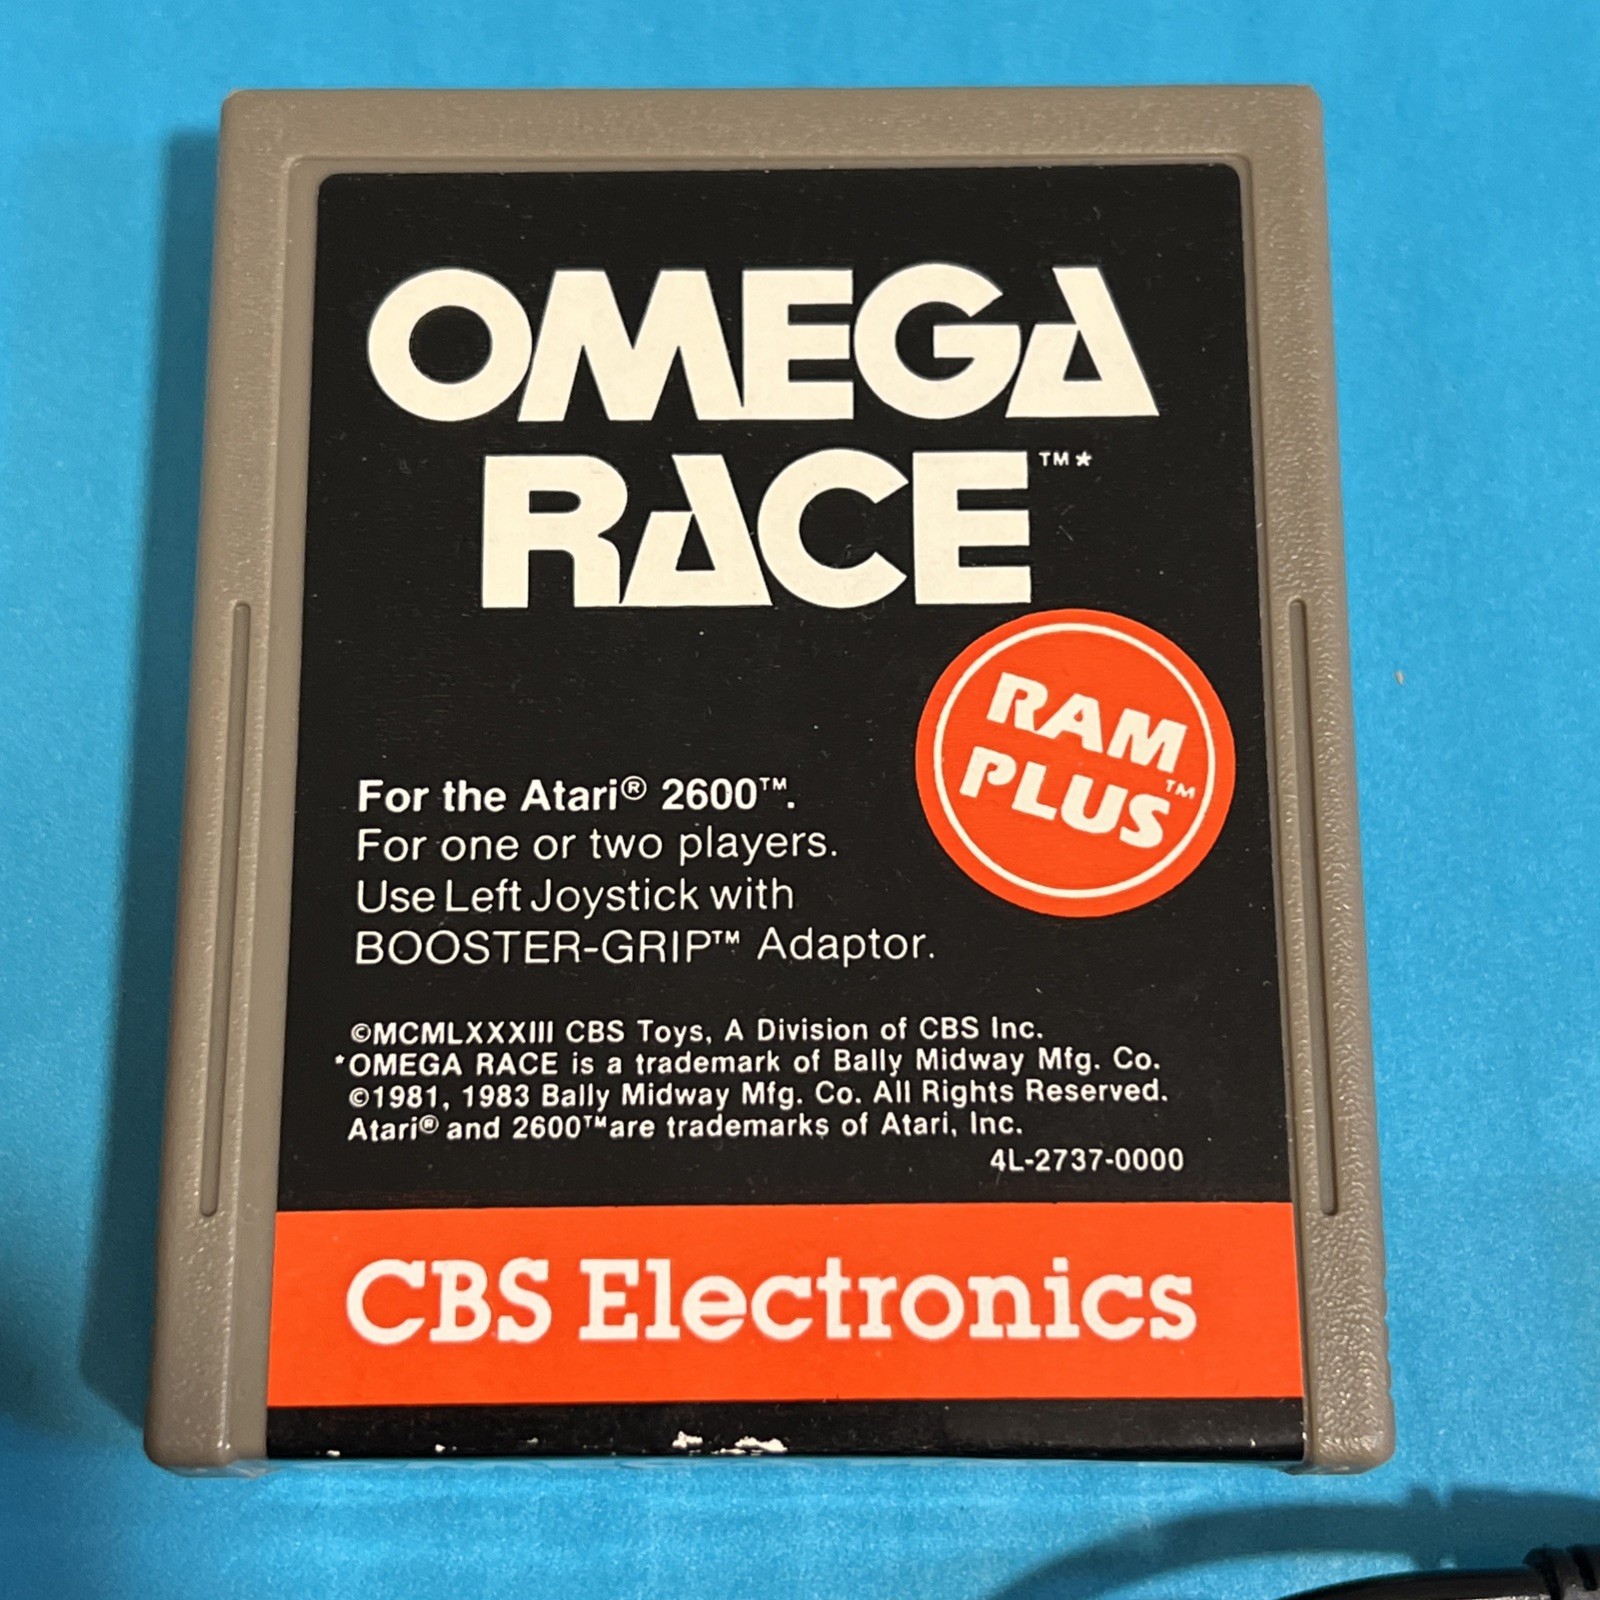 OMEGA
RACE™*
RAM
PLUS™
For the Atari® 2600™.
For one or two players.
Use Left Joystick with
BOOSTER-GRIP™ Adaptor.
©MCMLXXXIII CBS Toys, A Division of CBS Inc.
*OMEGA RACE is a trademark of Bally Midway Mfg. Co.
©1981, 1983 Bally Midway Mfg. Co. All Rights Reserved.
Atari® and 2600™are trademarks of Atari, Inc.
4L-2737-0000
CBS Electronics